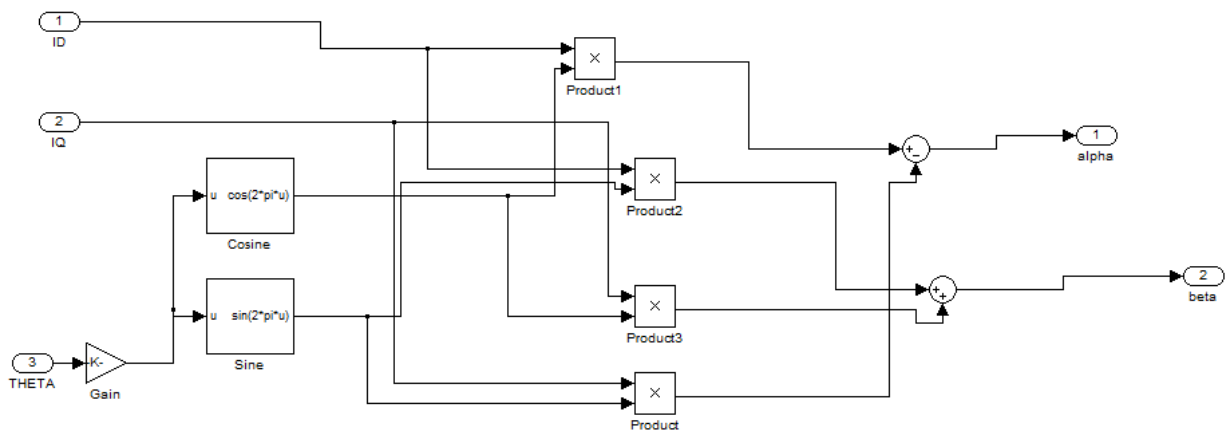 1
ID
×
Product1
2
IQ
+
−
1
alpha
u cos(2*pi*u)
Cosine
×
Product2
u sin(2*pi*u)
Sine
×
Product3
+
+
2
beta
3
THETA
K-
Gain
×
Product